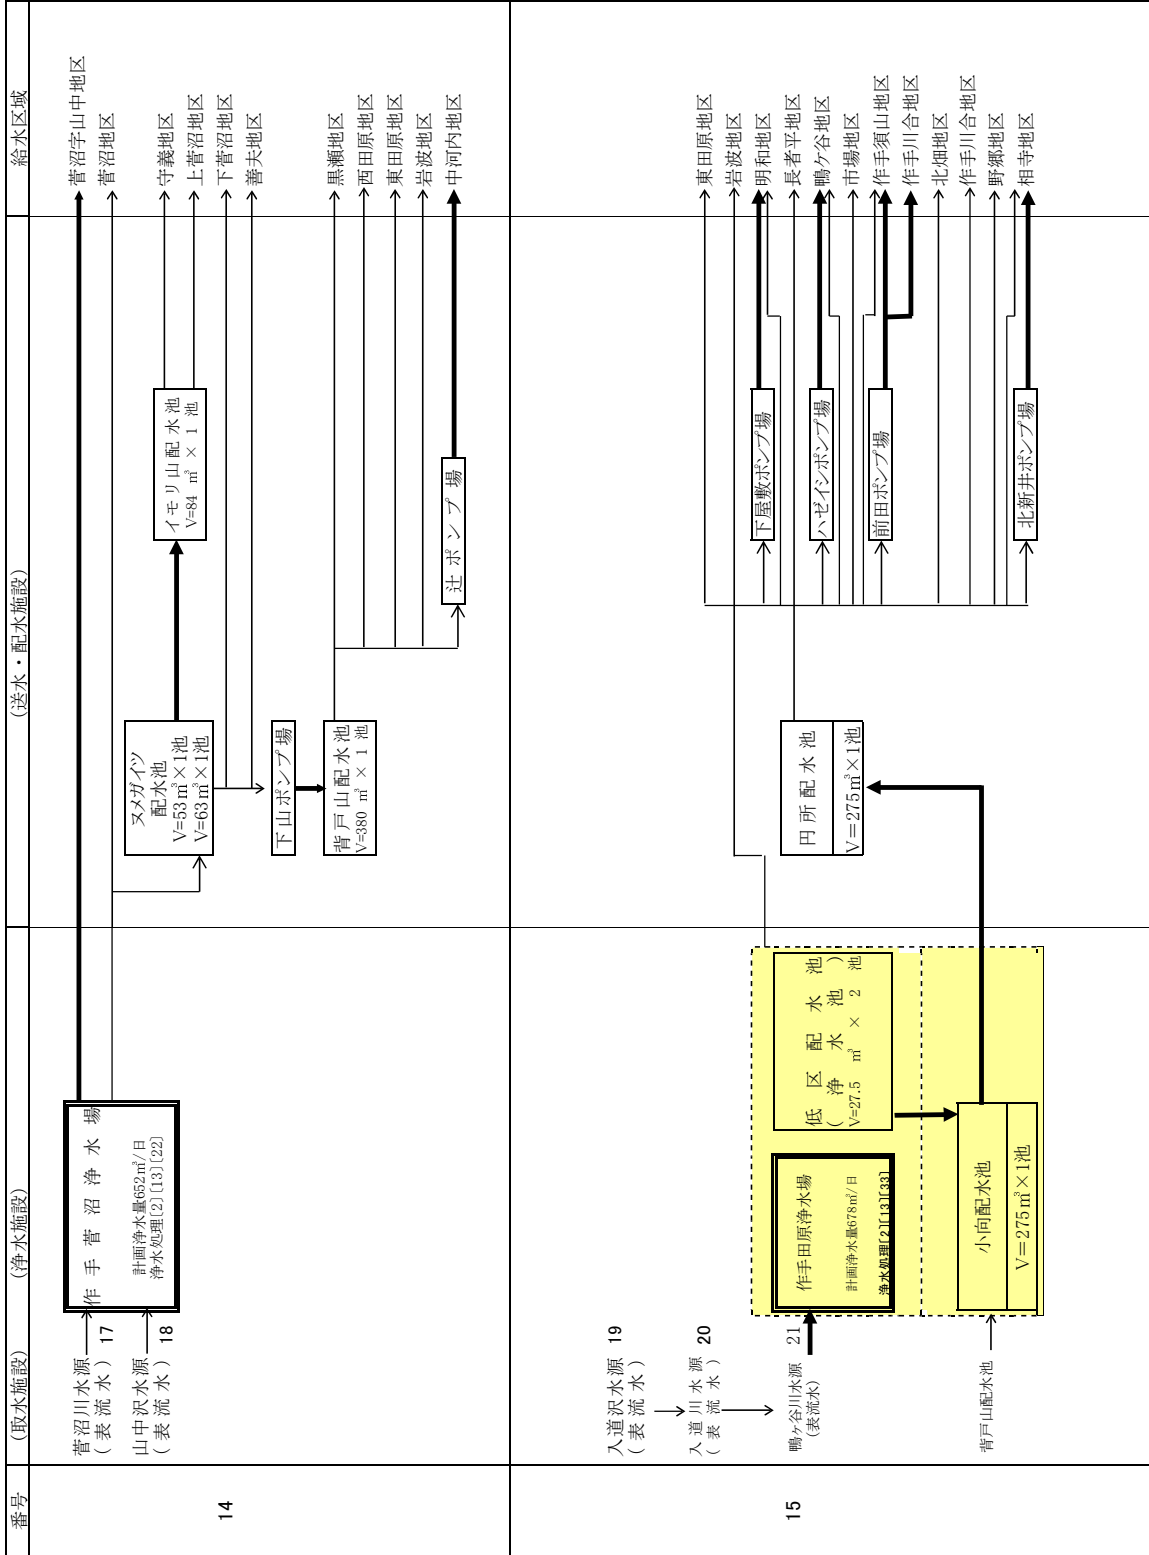 番号
(取水施設)
(浄水施設)
(送水・配水施設)
給水区域
14
菅沼川水源
(表流水)
17
山中沢水源
(表流水)
18
作手菅沼浄水場
計画浄水量652㎥/日
浄水処理[2][13][22]
ヌメガイツ
配水池
V=53㎥×1池
V=63㎥×1池
イモリ山配水池
V=84 ㎥ × 1 池
下山ポンプ場
背戸山配水池
V=380 ㎥ × 1 池
辻ポンプ場
菅沼字山中地区
菅沼地区
守義地区
上菅沼地区
下菅沼地区
善夫地区
黒瀬地区
西田原地区
東田原地区
岩波地区
中河内地区
15
入道沢水源
(表流水)
19
入道川水源
(表流水)
20
鴨ヶ谷川水源
(表流水)
21
背戸山配水池
作手田原浄水場
計画浄水量678㎥/日
浄水処理[2][13][33]
低区配水池
(浄水池)
V=27.5 ㎥ × 2 池
小向配水池
V=275㎥×1池
円所配水池
V=275㎥×1池
下屋敷ポンプ場
ハゼイシポンプ場
前田ポンプ場
北新井ポンプ場
東田原地区
岩波地区
明和地区
長者平地区
鴨ケ谷地区
市場地区
作手須山地区
作手川合地区
北畑地区
作手川合地区
野郷地区
相寺地区